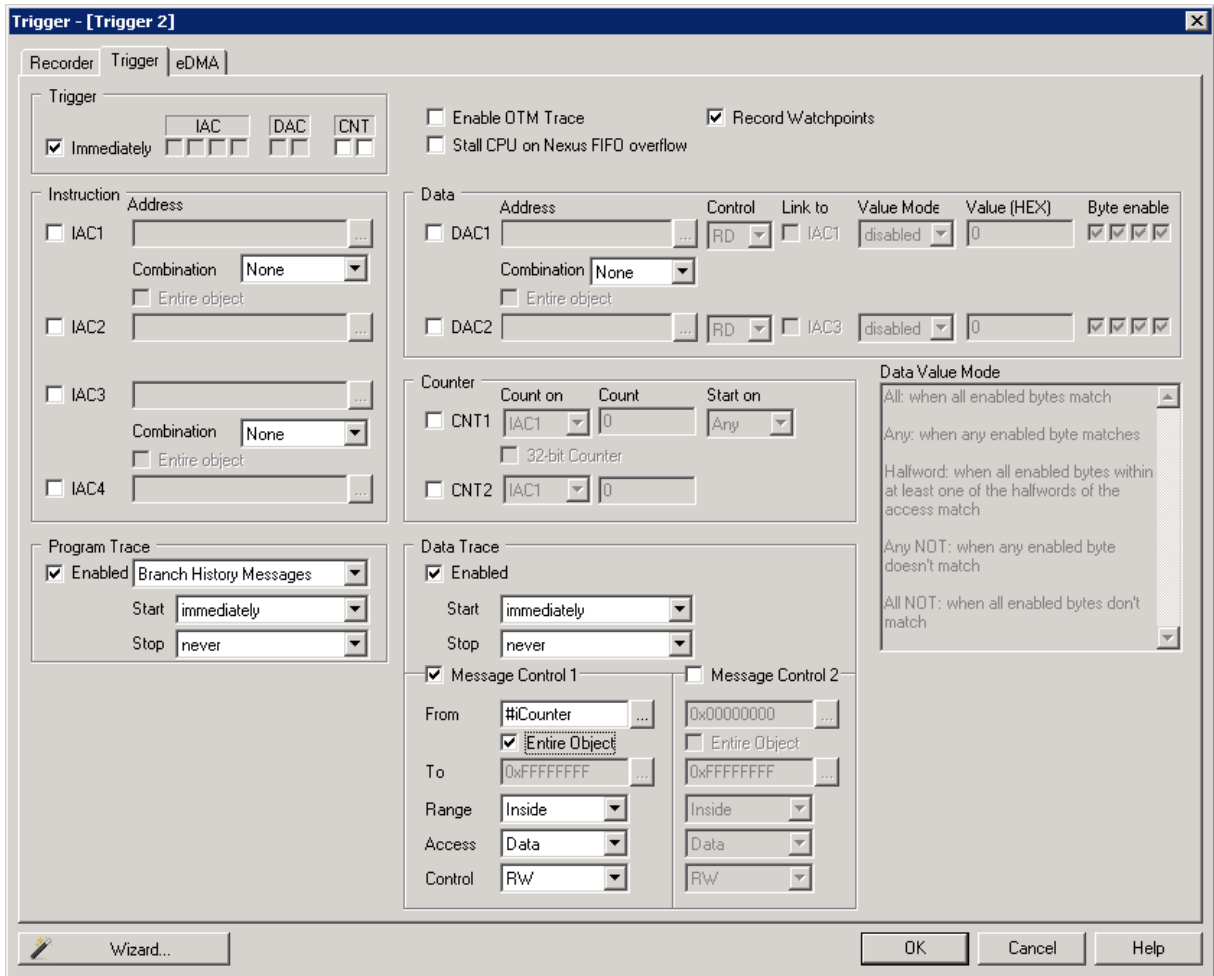 Trigger - [Trigger 2]
Recorder Trigger eDMA
Trigger
IAC DAC CNT
Immediately
Enable OTM Trace
Record Watchpoints
Stall CPU on Nexus FIFO overflow
Instruction
Address
IAC1 ...
Combination None
Entire object
IAC2 ...
IAC3 ...
Combination None
Entire object
IAC4 ...
Data
Address Control Link to Value Mode Value (HEX) Byte enable
DAC1 ... RD IAC1 disabled 0
Combination None
Entire object
DAC2 ... RD IAC3 disabled 0
Counter
Count on Count Start on
CNT1 IAC1 0 Any
32-bit Counter
CNT2 IAC1 0
Data Value Mode
All: when all enabled bytes match
Any: when any enabled byte matches
Halfword: when all enabled bytes within
at least one of the halfwords of the
access match
Any NOT: when any enabled byte
doesn't match
All NOT: when all enabled bytes don't
match
Program Trace
Enabled Branch History Messages
Start immediately
Stop never
Data Trace
Enabled
Start immediately
Stop never
Message Control 1 Message Control 2
From #iCounter ... 0x00000000 ...
Entire Object Entire Object
To 0xFFFFFFFF ... 0xFFFFFFFF ...
Range Inside Inside
Access Data Data
Control RW RW
Wizard... OK Cancel Help